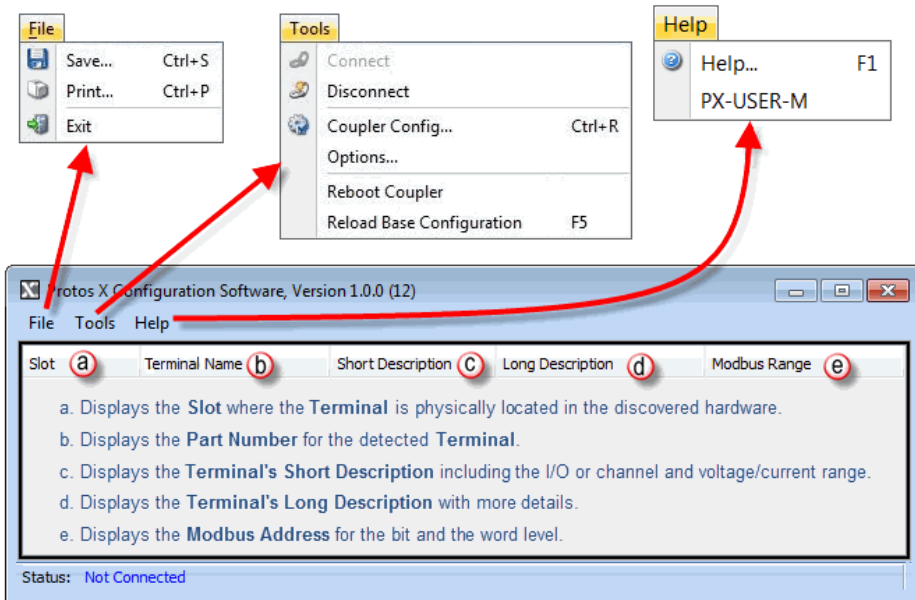 File
Save... Ctrl+S
Print... Ctrl+P
Exit
Tools
Connect
Disconnect
Coupler Config... Ctrl+R
Options...
Reboot Coupler
Reload Base Configuration F5
Help
Help... F1
PX-USER-M
Protos X Configuration Software, Version 1.0.0 (12)
File Tools Help
Slot a Terminal Name b Short Description c Long Description d Modbus Range e
a. Displays the Slot where the Terminal is physically located in the discovered hardware.
b. Displays the Part Number for the detected Terminal.
c. Displays the Terminal's Short Description including the I/O or channel and voltage/current range.
d. Displays the Terminal's Long Description with more details.
e. Displays the Modbus Address for the bit and the word level.
Status: Not Connected